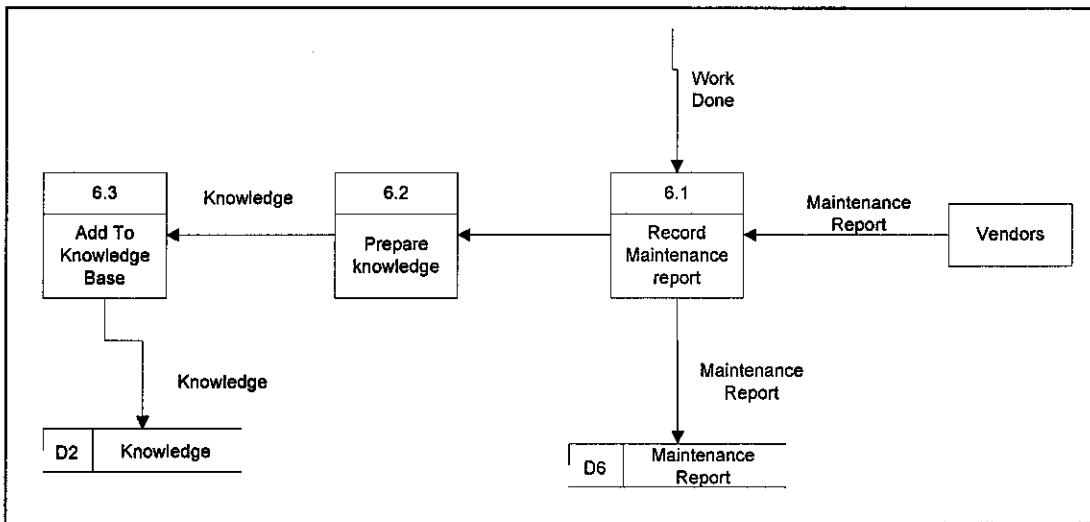 Work
Done
6.3
Knowledge
6.2
6.1
Maintenance
Report
Add To
Knowledge
Base
Prepare
knowledge
Record
Maintenance
report
Vendors
Knowledge
Maintenance
Report
D2
Knowledge
D6
Maintenance
Report